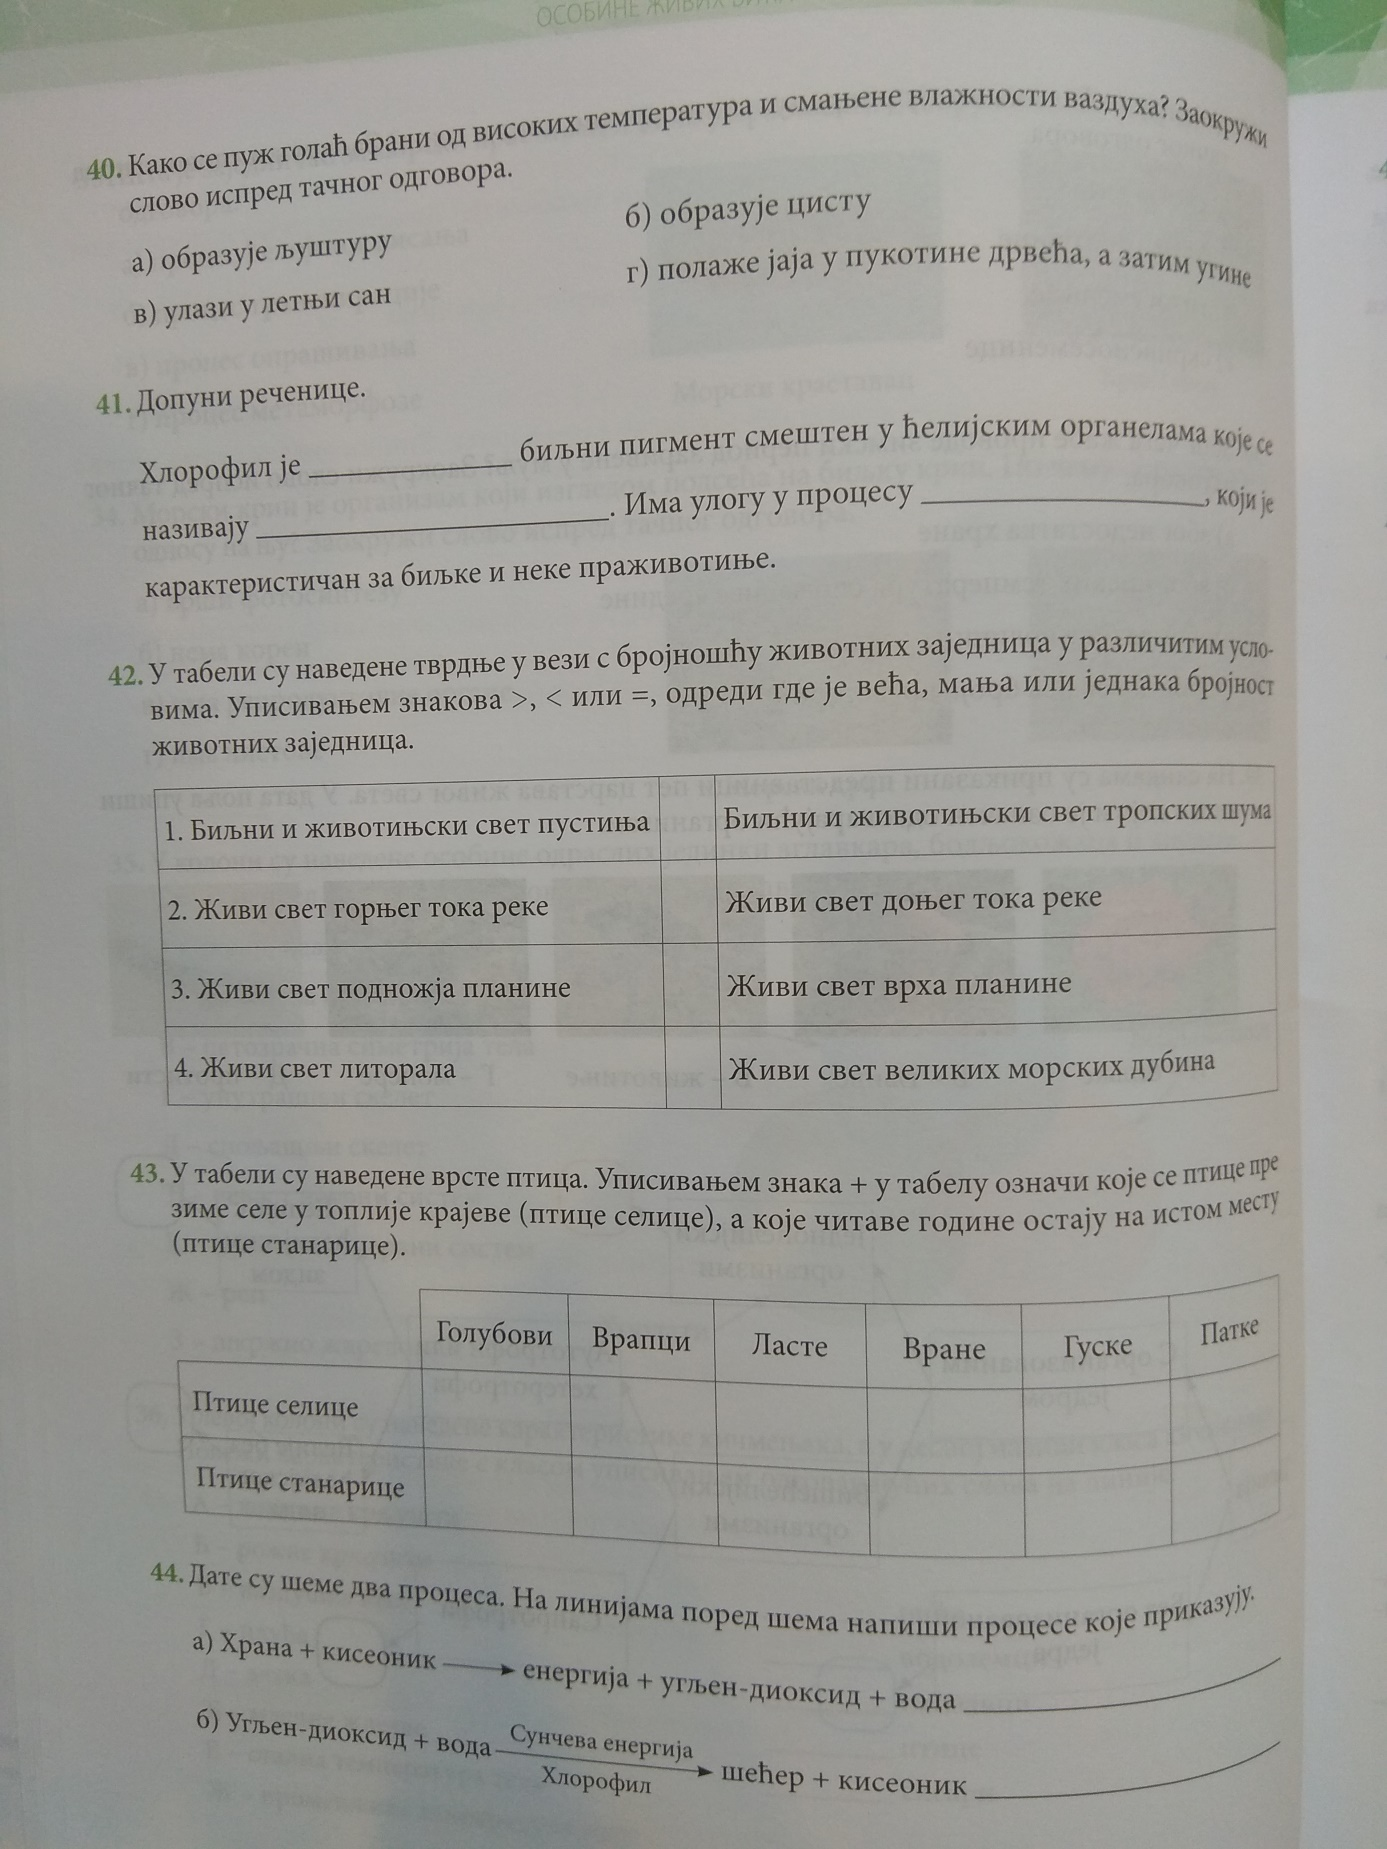 ОСОБИНЕ ЖИВИХ
40. Како се пуж голаћ брани од високих температура и смањене влажности ваздуха? Заокружи
слово испред тачног одговора.
а) образује љуштуру
б) образује цисту
в) улази у летњи сан
г) полаже јаја у пукотине дрвећа, а затим угине
41. Допуни реченице.
Хлорофил је ____________ биљни пигмент смештен у ћелијским органелама које се
називају ____________. Има улогу у процесу ____________, који је
карактеристичан за биљке и неке праживотиње.
42. У табели су наведене тврдње у вези с бројношћу животних заједница у различитим усло-
вима. Уписивањем знакова >, < или =, одреди где је већа, мања или једнака бројност
животних заједница.
1. Биљни и животињски свет пустиња Биљни и животињски свет тропских шума
2. Живи свет горњег тока реке Живи свет доњег тока реке
3. Живи свет подножја планине Живи свет врха планине
4. Живи свет литорала Живи свет великих морских дубина
43. У табели су наведене врсте птица. Уписивањем знака + у табелу означи које се птице пре
зиме селе у топлије крајеве (птице селице), а које читаве године остају на истом месту
(птице станарице).
Голубови Врапци Ласте Вране Гуске Патке
Птице селице
Птице станарице
44. Дате су шеме два процеса. На линијама поред шема напиши процесе које приказују.
а) Храна + кисеоник → енергија + угљен-диоксид + вода ____________
б) Угљен-диоксид + вода Сунчева енергија → шећер + кисеоник ____________
Хлорофил